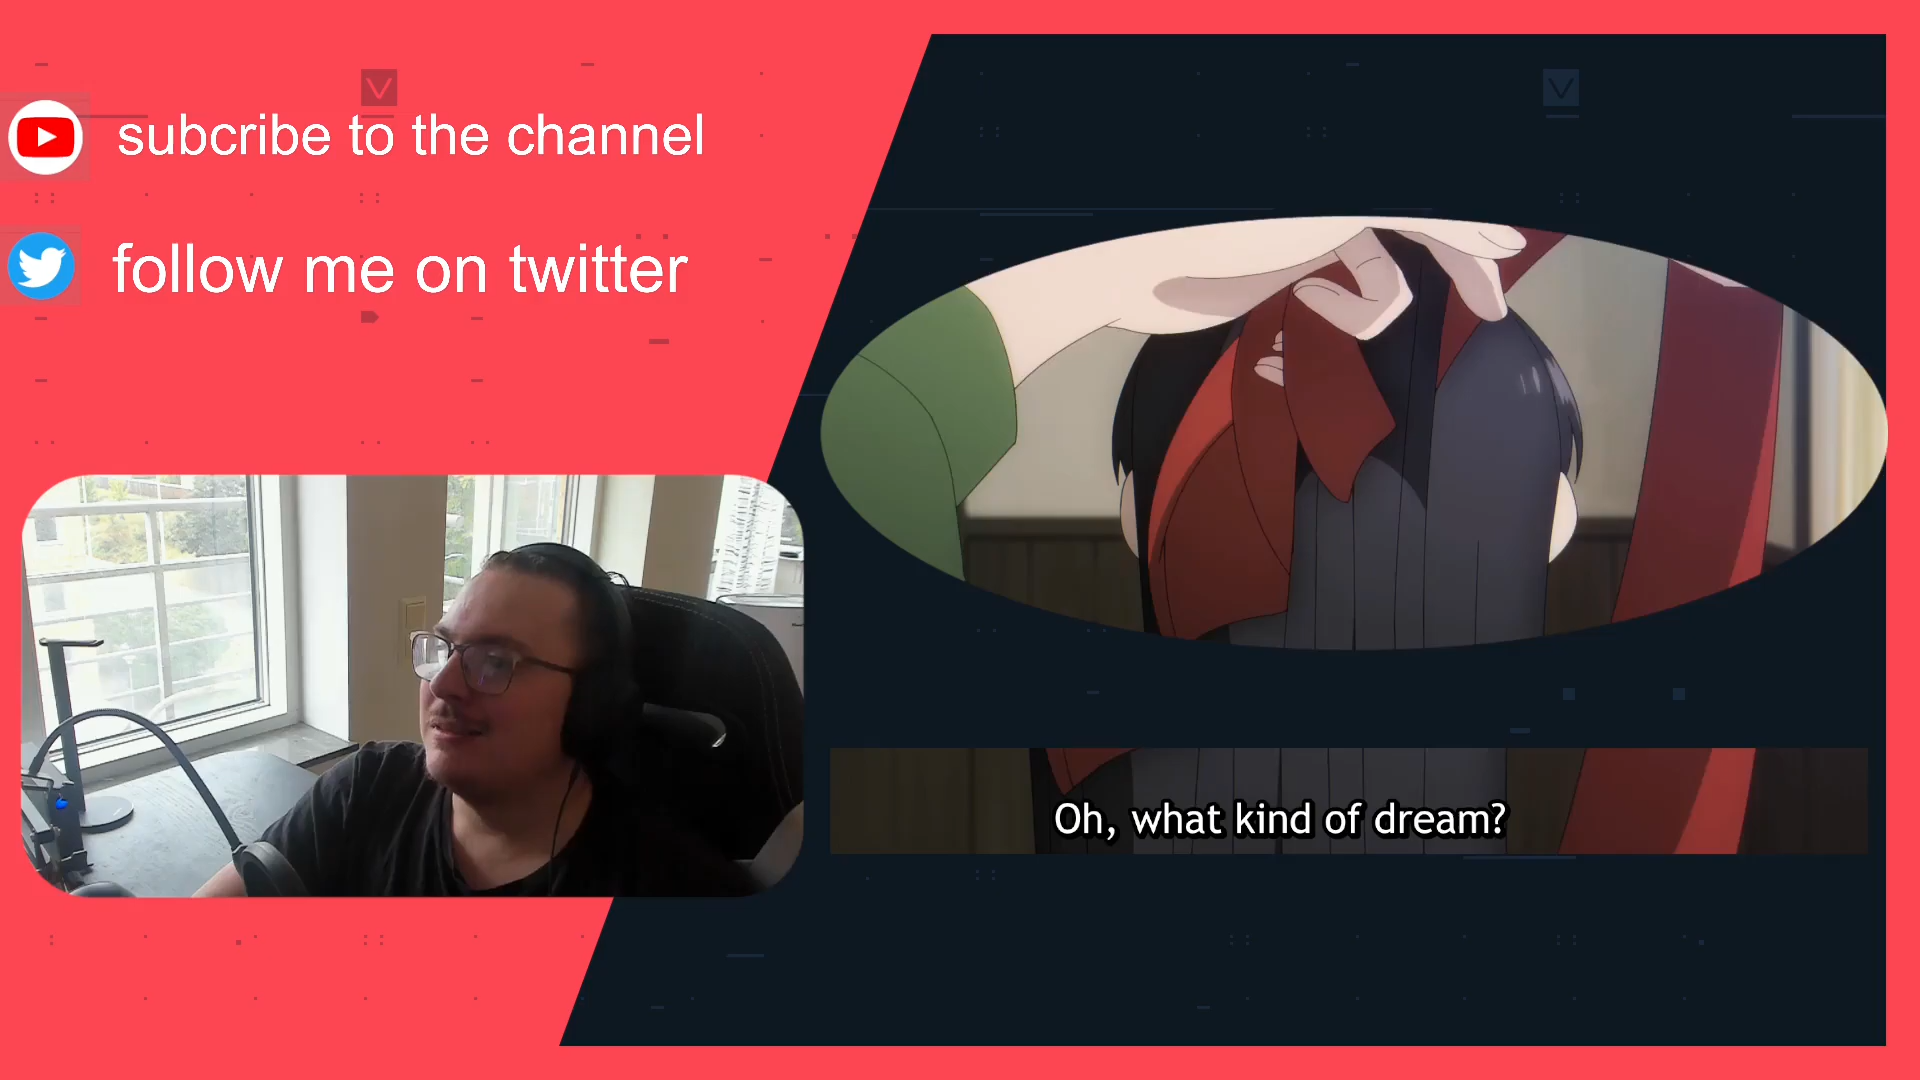 subcribe to the channel
follow me on twitter
Oh, what kind of dream?